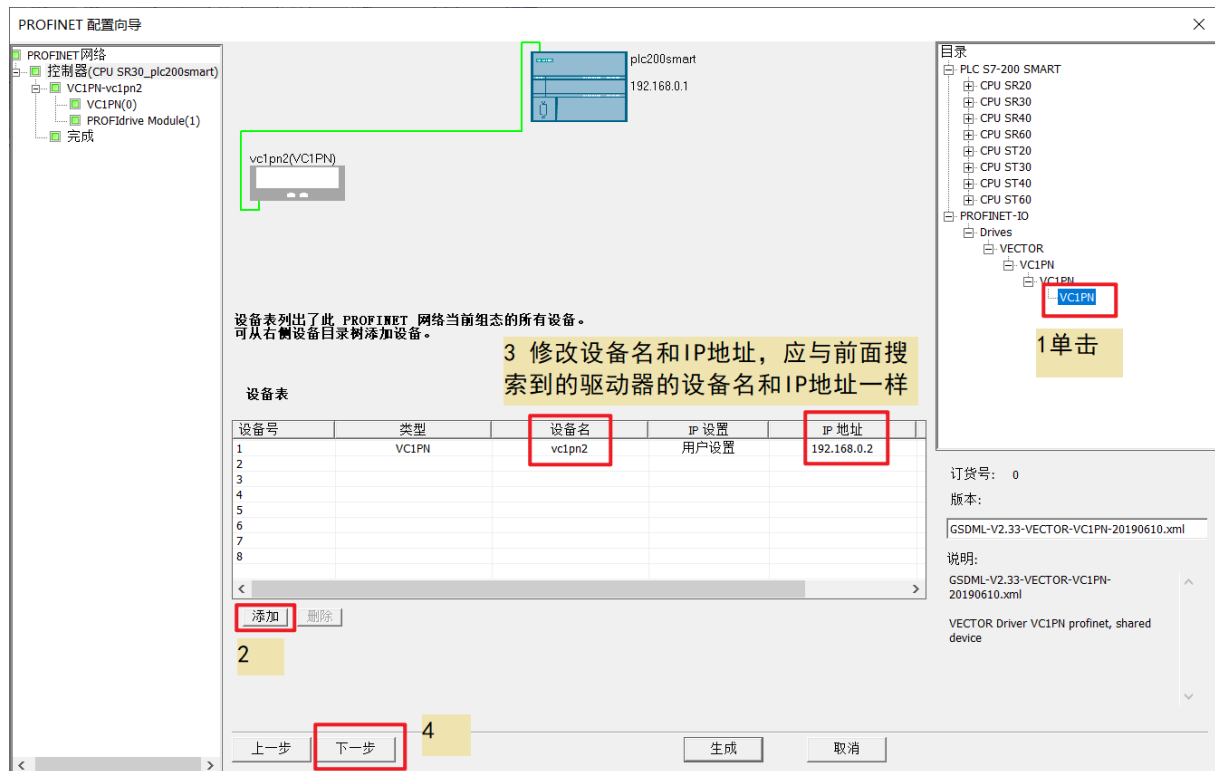 PROFINET 配置向导
PROFINET网络
控制器(CPU SR30_plc200smart)
VC1PN-vc1pn2
VC1PN(0)
PROFIdrive Module(1)
完成
plc200smart
192.168.0.1
vc1pn2(VC1PN)
设备表列出了此 PROFINET 网络当前组态的所有设备。
可从右侧设备目录树添加设备。
3 修改设备名和IP地址，应与前面搜
索到的驱动器的设备名和IP地址一样
设备表
设备号 类型 设备名 IP 设置 IP 地址
1 VC1PN vc1pn2 用户设置 192.168.0.2
2
3
4
5
6
7
8
添加 删除
2
4
上一步 下一步 生成 取消
目录
PLC S7-200 SMART
CPU SR20
CPU SR30
CPU SR40
CPU SR60
CPU ST20
CPU ST30
CPU ST40
CPU ST60
PROFINET-IO
Drives
VECTOR
VC1PN
VC1PN
VC1PN
1单击
订货号: 0
版本:
GSDML-V2.33-VECTOR-VC1PN-20190610.xml
说明:
GSDML-V2.33-VECTOR-VC1PN-
20190610.xml
VECTOR Driver VC1PN profinet, shared
device